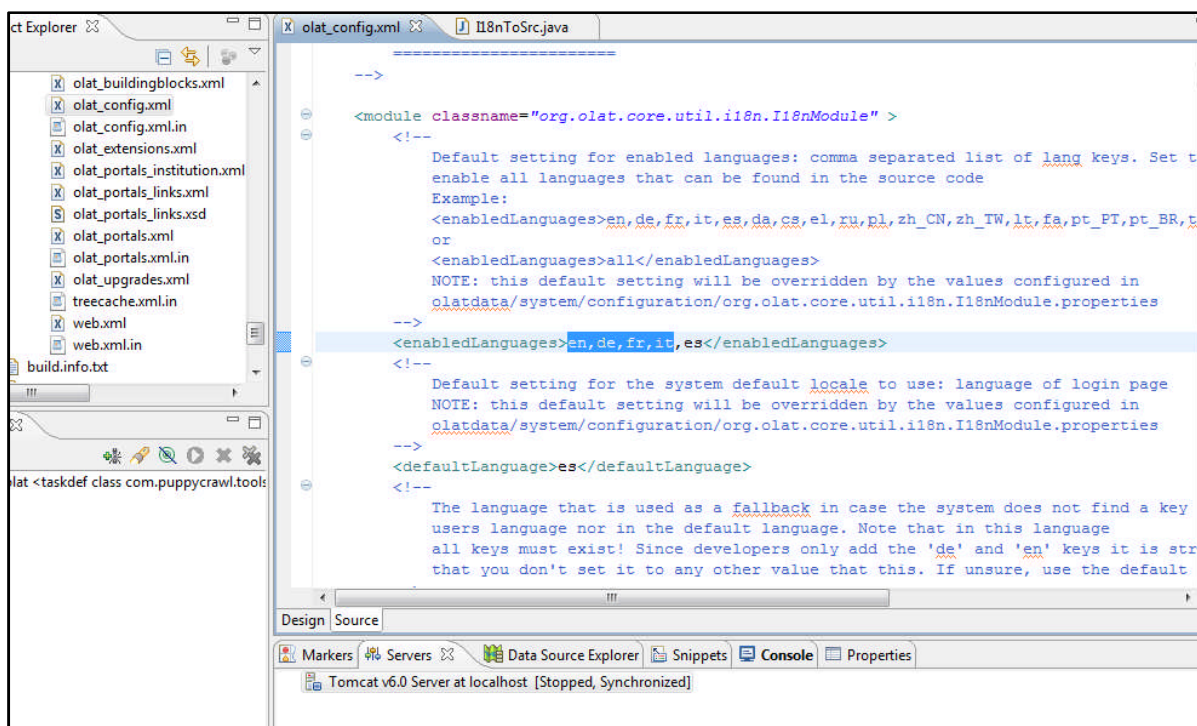 ct Explorer
olat_buildingblocks.xml
olat_config.xml
olat_config.xml.in
olat_extensions.xml
olat_portals_institution.xml
olat_portals_links.xml
olat_portals_links.xsd
olat_portals.xml
olat_portals.xml.in
olat_upgrades.xml
treecache.xml.in
web.xml
web.xml.in
build.info.txt
lat <taskdef class com.puppycrawl.tools
olat_config.xml
I18nToSrc.java
=======================
-->
<module classname="org.olat.core.util.i18n.I18nModule" >
<!--
Default setting for enabled languages: comma separated list of lang keys. Set t
enable all languages that can be found in the source code
Example:
<enabledLanguages>en,de,fr,it,es,da,cs,el,ru,pl,zh_CN,zh_TW,lt,fa,pt_PT,pt_BR,t
or
<enabledLanguages>all</enabledLanguages>
NOTE: this default setting will be overridden by the values configured in
olatdata/system/configuration/org.olat.core.util.i18n.I18nModule.properties
-->
<enabledLanguages>en,de,fr,it,es</enabledLanguages>
<!--
Default setting for the system default locale to use: language of login page
NOTE: this default setting will be overridden by the values configured in
olatdata/system/configuration/org.olat.core.util.i18n.I18nModule.properties
-->
<defaultLanguage>es</defaultLanguage>
<!--
The language that is used as a fallback in case the system does not find a key
users language nor in the default language. Note that in this language
all keys must exist! Since developers only add the 'de' and 'en' keys it is str
that you don't set it to any other value that this. If unsure, use the default
Design Source
Markers Servers Data Source Explorer Snippets Console Properties
Tomcat v6.0 Server at localhost [Stopped, Synchronized]